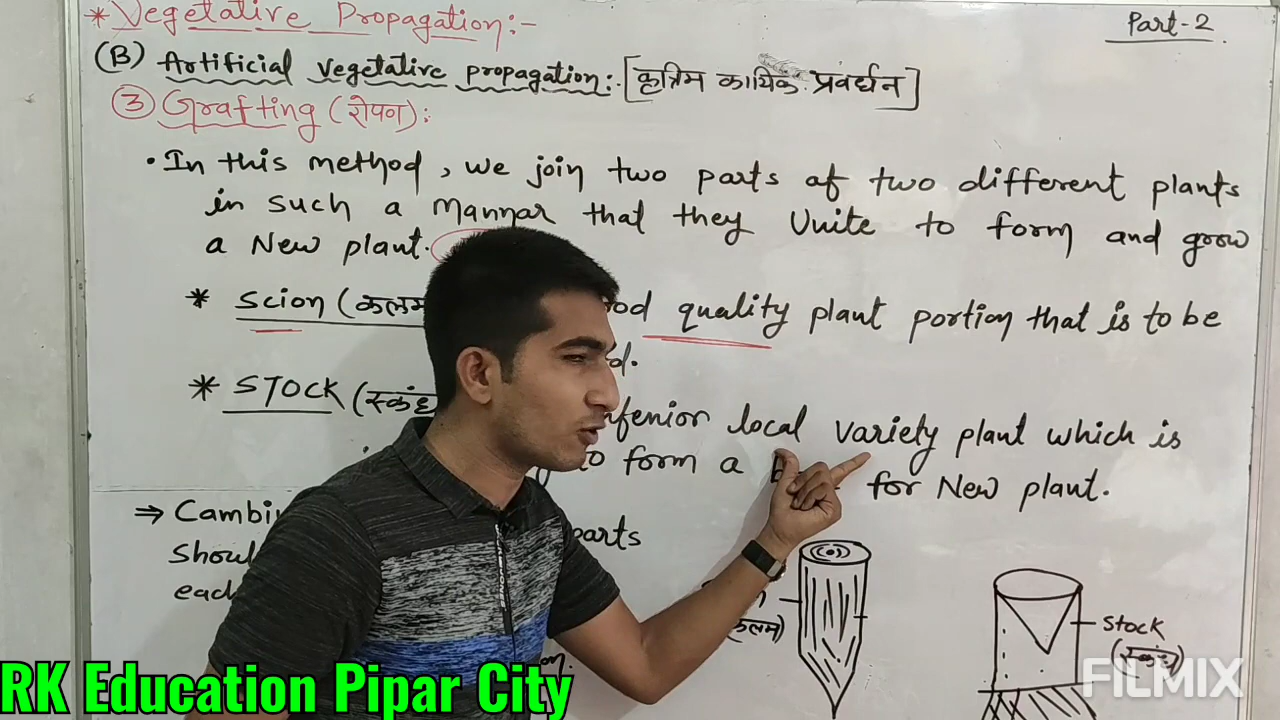 * Vegetative Propagation:-
Part-2
(B) Artificial vegetative propagation: [कृत्रिम कायिक प्रवर्धन]
③ Grafting (रोपण):
• In this method, we join two parts of two different plants
in such a mannar that they Unite to form and grow
a New plant.
* Scion (कलम quality plant portion that is to be
* STOCK (स्कंध local variety plant which is
to form a for New plant.
⇒ Cambi parts
Shoul
each
(कलम)
Stock
(स्कंध)
RK Education Pipar City
FILMIX